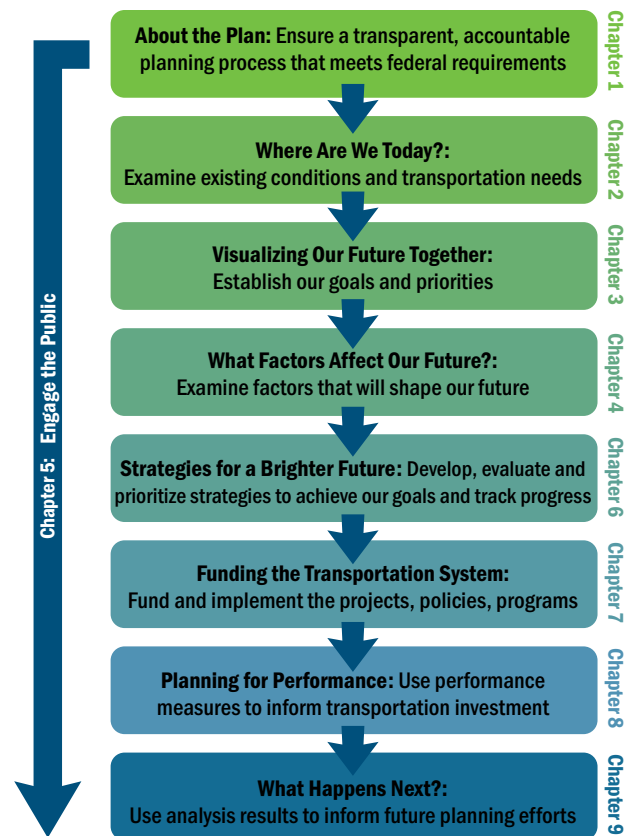 About the Plan: Ensure a transparent, accountable
planning process that meets federal requirements
Chapter 1
Where Are We Today?:
Examine existing conditions and transportation needs
Chapter 2
Visualizing Our Future Together:
Establish our goals and priorities
Chapter 3
What Factors Affect Our Future?:
Examine factors that will shape our future
Chapter 4
Chapter 5: Engage the Public
Strategies for a Brighter Future: Develop, evaluate and
prioritize strategies to achieve our goals and track progress
Chapter 6
Funding the Transportation System:
Fund and implement the projects, policies, programs
Chapter 7
Planning for Performance: Use performance
measures to inform transportation investment
Chapter 8
What Happens Next?:
Use analysis results to inform future planning efforts
Chapter 9